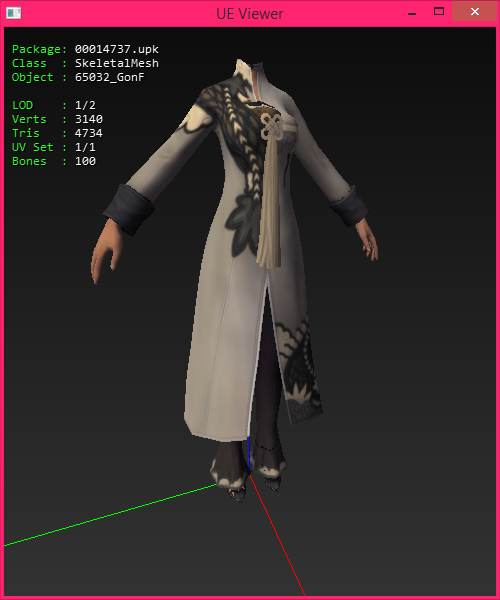 UE Viewer
Package: 00014737.upk
Class  : SkeletalMesh
Object : 65032_GonF
LOD    : 1/2
Verts  : 3140
Tris   : 4734
UV Set : 1/1
Bones  : 100